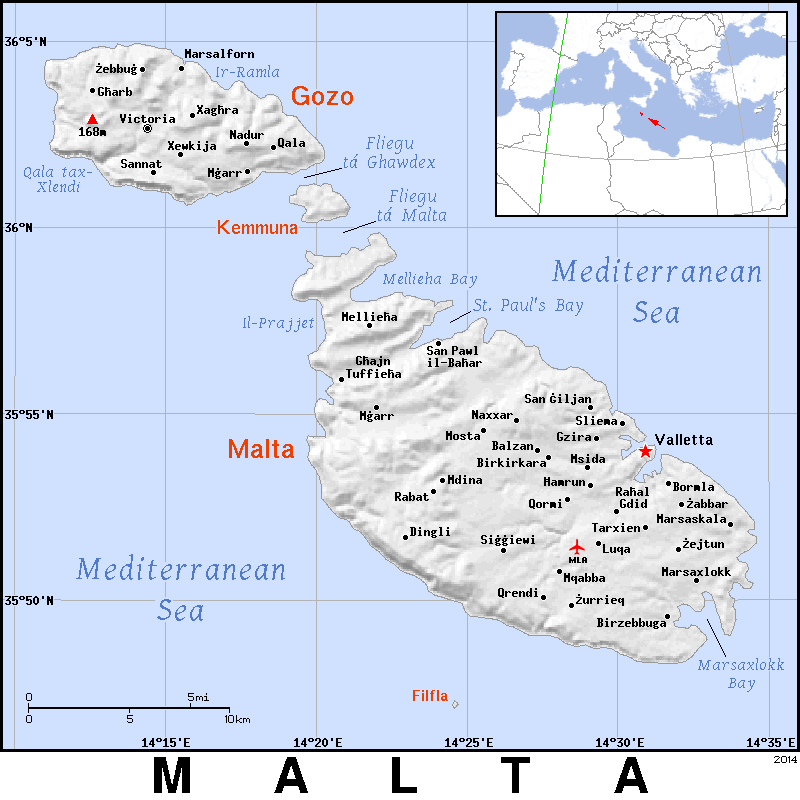 36°5'N
Marsalforn
Żebbuġ
Ir-Ramla
Għarb
Gozo
168m
Victoria
Xagħra
Nadur
Qala
Xewkija
Sannat
Mġarr
Qala tax-
Xlendi
Fliegu
tá Ghawdex
Fliegu
tá Malta
36°N
Kemmuna
Mediterranean
Sea
Mellieha Bay
St. Paul's Bay
Il-Prajjet
Mellieħa
San Pawl
il-Baħar
Għajn
Tuffieħa
35°55'N
Mġarr
San Ġiljan
Naxxar
Sliema
Mosta
Gzira
Valletta
Malta
Balzan
Birkirkara
Msida
Mdina
Hamrun
Bormla
Rabat
Raħal
Gdid
Qormi
Żabbar
Marsaskala
Tarxien
Dingli
Siġġiewi
Luqa
Żejtun
MLA
Mqabba
Marsaxlokk
Mediterranean
Sea
35°50'N
Qrendi
Żurrieq
Birzebbuga
Marsaxlokk
Bay
Filfla
0 5mi
0 5 10km
14°15'E 14°20'E 14°25'E 14°30'E 14°35'E
2014
MALTA